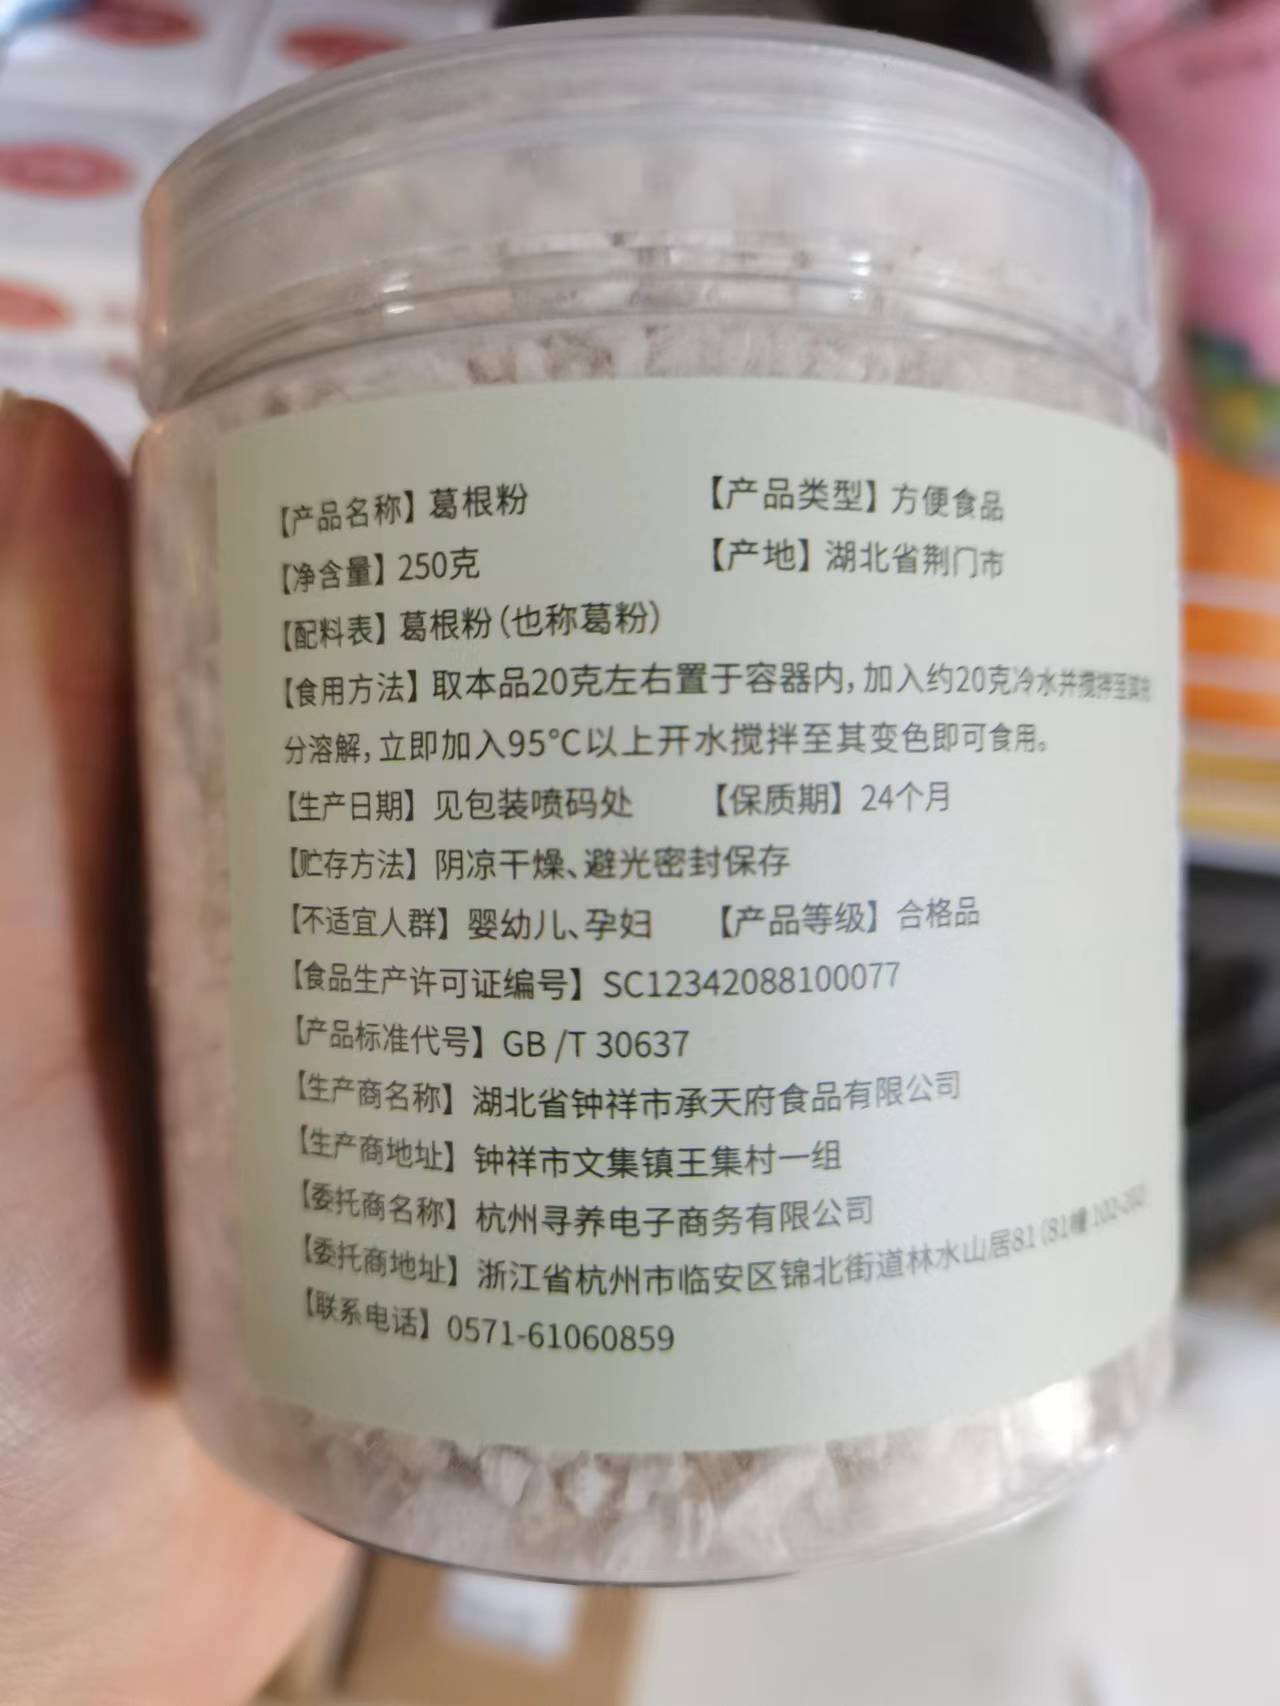 【产品名称】葛根粉 【产品类型】方便食品
【净含量】250克 【产地】湖北省荆门市
【配料表】葛根粉(也称葛粉)
【食用方法】取本品20克左右置于容器内,加入约20克冷水并搅拌至其充
分溶解,立即加入95℃以上开水搅拌至其变色即可食用。
【生产日期】见包装喷码处 【保质期】24个月
【贮存方法】阴凉干燥、避光密封保存
【不适宜人群】婴幼儿、孕妇 【产品等级】合格品
【食品生产许可证编号】SC12342088100077
【产品标准代号】GB /T 30637
【生产商名称】湖北省钟祥市承天府食品有限公司
【生产商地址】钟祥市文集镇王集村一组
【委托商名称】杭州寻养电子商务有限公司
【委托商地址】浙江省杭州市临安区锦北街道林水山居81(81幢
【联系电话】0571-61060859